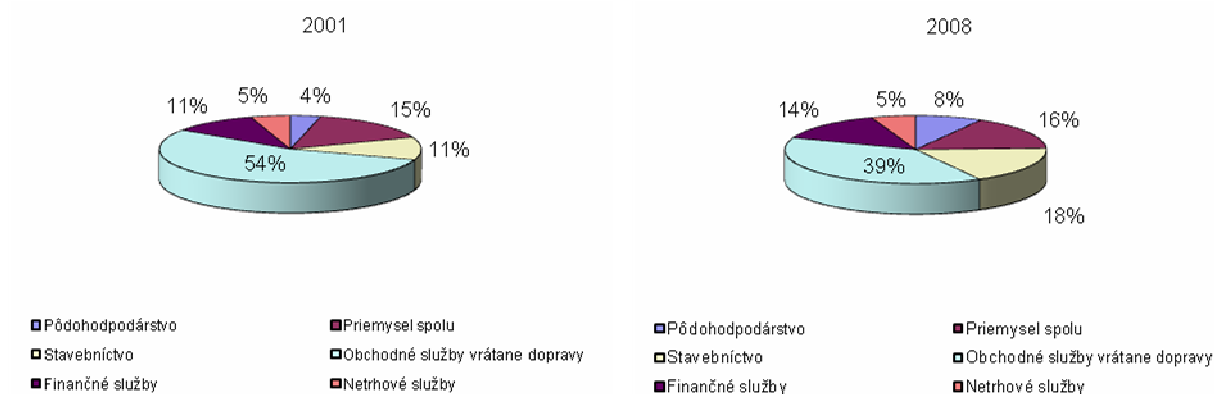 2001
5%
4%
11%
15%
11%
54%
Pôdohodpodárstvo
Priemysel spolu
Stavebníctvo
Obchodné služby vrátane dopravy
Finančné služby
Netrhové služby
2008
5%
8%
14%
16%
39%
18%
Pôdohodpodárstvo
Priemysel spolu
Stavebníctvo
Obchodné služby vrátane dopravy
Finančné služby
Netrhové služby